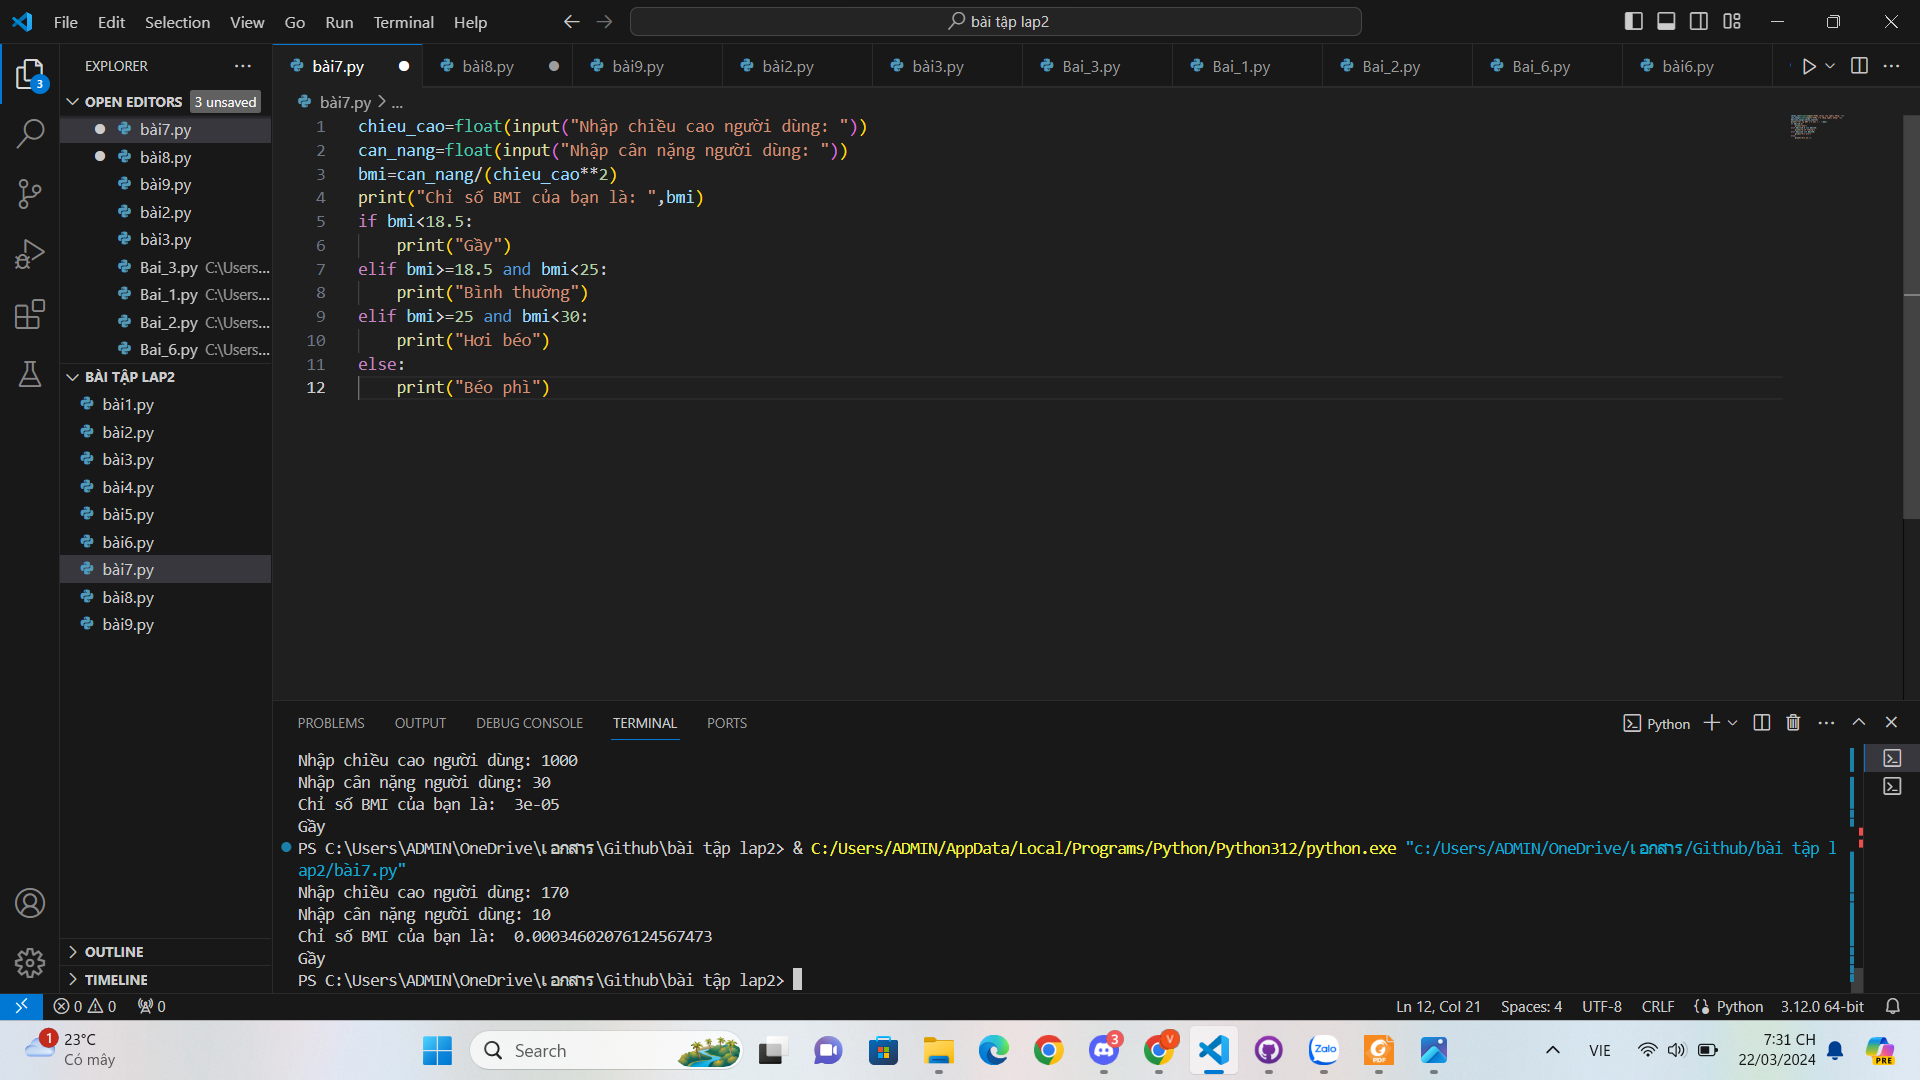 File Edit Selection View Go Run Terminal Help
bài tập lap2
EXPLORER
OPEN EDITORS 3 unsaved
bài7.py
bài8.py
bài9.py
bài2.py
bài3.py
Bai_3.py C:\Users...
Bai_1.py C:\Users...
Bai_2.py C:\Users...
Bai_6.py C:\Users...
BÀI TẬP LAP2
bài1.py
bài2.py
bài3.py
bài4.py
bài5.py
bài6.py
bài7.py
bài8.py
bài9.py
OUTLINE
TIMELINE
3
bài7.py bài8.py bài9.py bài2.py bài3.py Bai_3.py Bai_1.py Bai_2.py Bai_6.py bài6.py
bài7.py > ...
1 chieu_cao=float(input("Nhập chiều cao người dùng: "))
2 can_nang=float(input("Nhập cân nặng người dùng: "))
3 bmi=can_nang/(chieu_cao**2)
4 print("Chỉ số BMI của bạn là: ",bmi)
5 if bmi<18.5:
6 print("Gầy")
7 elif bmi>=18.5 and bmi<25:
8 print("Bình thường")
9 elif bmi>=25 and bmi<30:
10 print("Hơi béo")
11 else:
12 print("Béo phì")
PROBLEMS OUTPUT DEBUG CONSOLE TERMINAL PORTS
Python
Nhập chiều cao người dùng: 1000
Nhập cân nặng người dùng: 30
Chỉ số BMI của bạn là:  3e-05
Gầy
PS C:\Users\ADMIN\OneDrive\เอกสาร\Github\bài tập lap2> & C:/Users/ADMIN/AppData/Local/Programs/Python/Python312/python.exe "c:/Users/ADMIN/OneDrive/เอกสาร/Github/bài tập l
ap2/bài7.py"
Nhập chiều cao người dùng: 170
Nhập cân nặng người dùng: 10
Chỉ số BMI của bạn là:  0.00034602076124567473
Gầy
PS C:\Users\ADMIN\OneDrive\เอกสาร\Github\bài tập lap2>
0 0 0
Ln 12, Col 21 Spaces: 4 UTF-8 CRLF Python 3.12.0 64-bit
1
23°C
Có mây
Search
3
V
Zalo
PDF
VIE
7:31 CH
22/03/2024
PRE